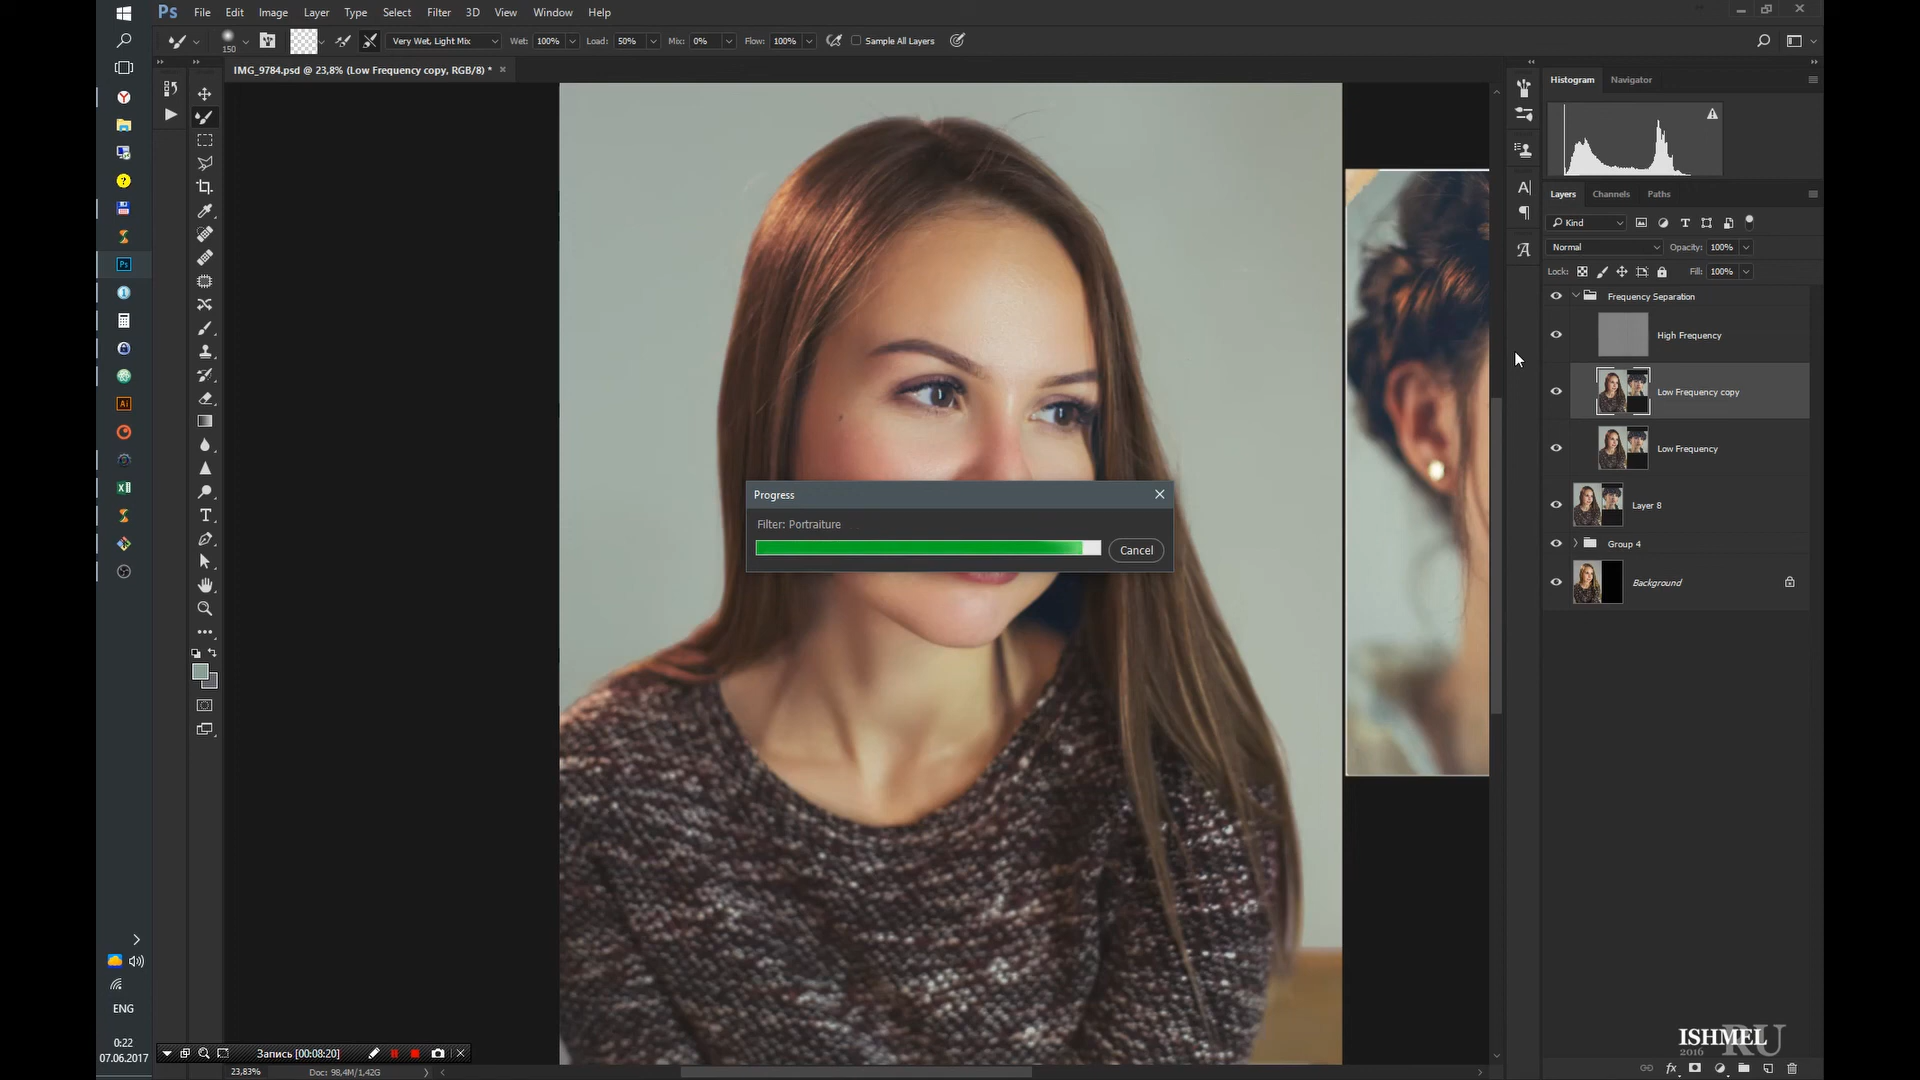 Ps File Edit Image Layer Type Select Filter 3D View Window Help
150 Very Wet, Light Mix Wet: 100% Load: 50% Mix: 0% Flow: 100% Sample All Layers
IMG_9784.psd @ 23,8% (Low Frequency copy, RGB/8) *
Histogram Navigator
Layers Channels Paths
Kind
Normal Opacity: 100%
Lock: Fill: 100%
Frequency Separation
High Frequency
Low Frequency copy
Low Frequency
Layer 8
Group 4
Background
Progress
Filter: Portraiture
Cancel
ENG
0:22
07.06.2017
Запись [00:08:20]
23,83% Doc: 98,4M/1,42G
ISHMEL
2016 RU